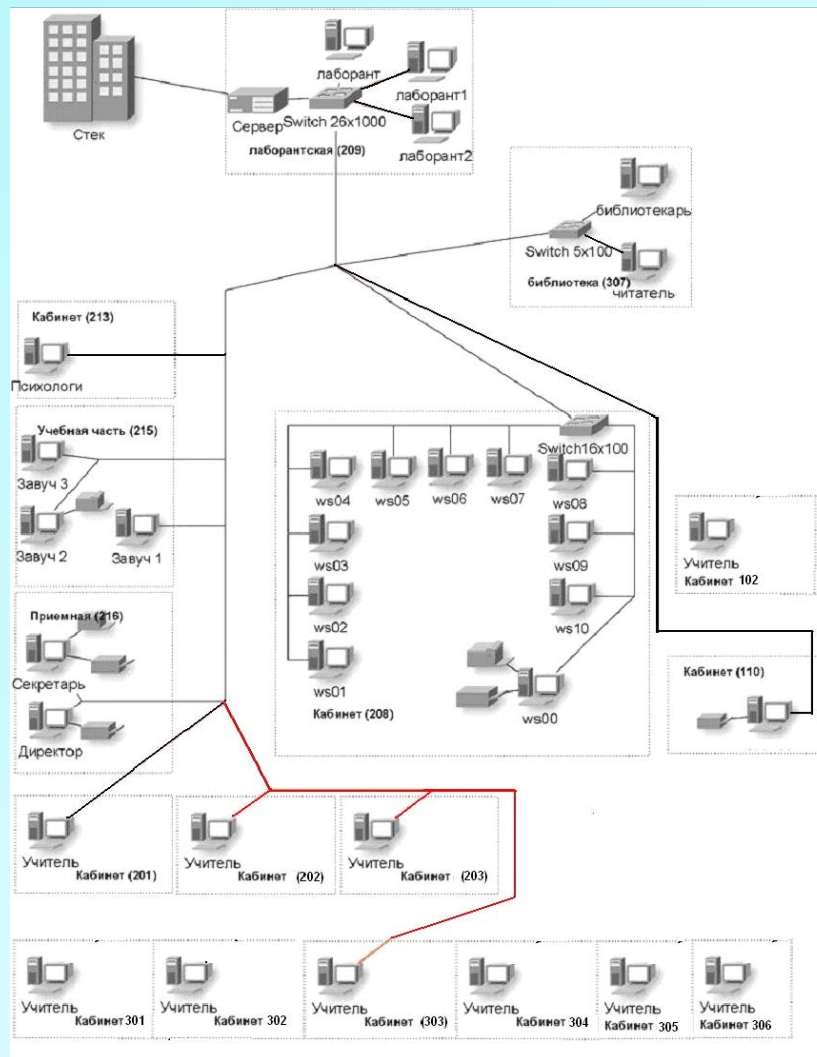 лаборант
лаборант1
Стек
Сервер
Switch 26x1000
лаборантская (209)
лаборант2
библиотекарь
Switch 5x100
библиотека (307)
читатель
Кабинет (213)
Психологи
Учебная часть (215)
Завуч 3
Завуч 2
Завуч 1
Switch16x100
ws04
ws05
ws06
ws07
ws08
ws03
ws09
ws02
ws10
ws01
ws00
Кабинет (208)
Учитель
Кабинет 102
Приемная (216)
Секретарь
Директор
Кабинет (110)
Учитель
Кабинет (201)
Учитель
Кабинет (202)
Учитель
Кабинет (203)
Учитель
Кабинет 301
Учитель
Кабинет 302
Учитель
Кабинет (303)
Учитель
Кабинет 304
Учитель
Кабинет 305
Учитель
Кабинет 306